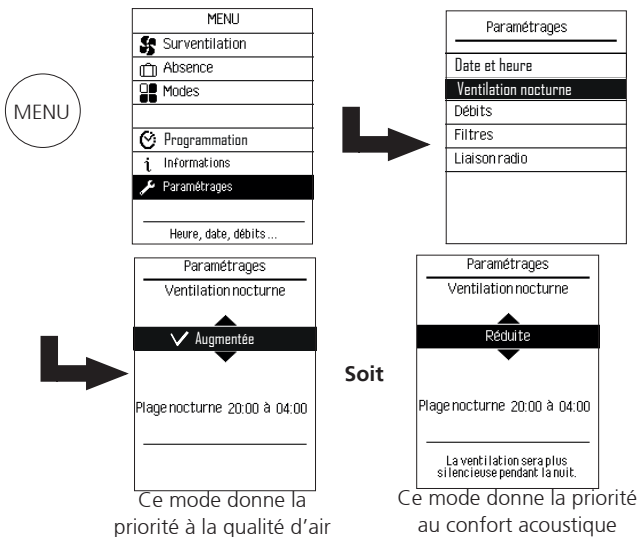 MENU
MENU
Surventilation
Absence
Modes
Programmation
i Informations
Paramétrages
Heure, date, débits ...
Paramétrages
Date et heure
Ventilation nocturne
Débits
Filtres
Liaison radio
Paramétrages
Ventilation nocturne
Augmentée
Plage nocturne 20:00 à 04:00
Ce mode donne la
priorité à la qualité d'air
Soit
Paramétrages
Ventilation nocturne
Réduite
Plage nocturne 20:00 à 04:00
La ventilation sera plus
silencieuse pendant la nuit.
Ce mode donne la priorité
au confort acoustique